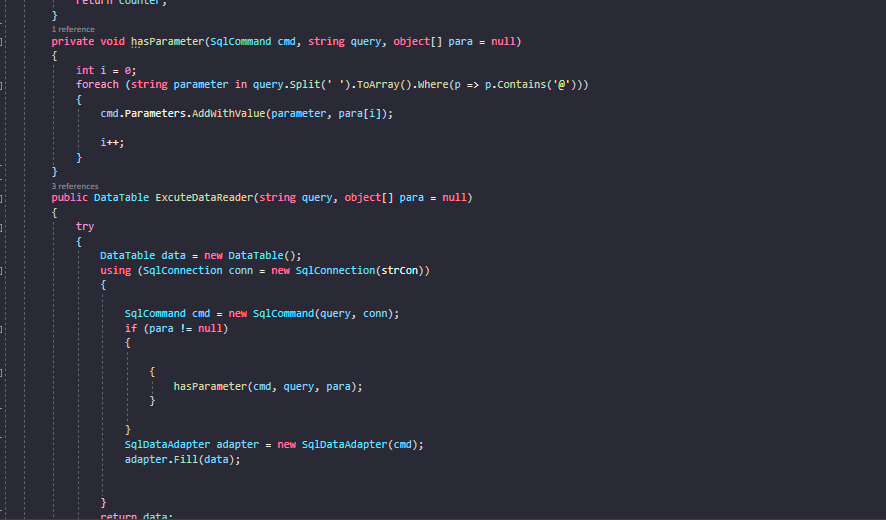 return counter;
}
1 reference
private void hasParameter(SqlCommand cmd, string query, object[] para = null)
{
int i = 0;
foreach (string parameter in query.Split(' ').ToArray().Where(p => p.Contains('@')))
{
cmd.Parameters.AddWithValue(parameter, para[i]);
i++;
}
}
3 references
public DataTable ExcuteDataReader(string query, object[] para = null)
{
try
{
DataTable data = new DataTable();
using (SqlConnection conn = new SqlConnection(strCon))
{
SqlCommand cmd = new SqlCommand(query, conn);
if (para != null)
{
{
hasParameter(cmd, query, para);
}
}
SqlDataAdapter adapter = new SqlDataAdapter(cmd);
adapter.Fill(data);
}
return data;